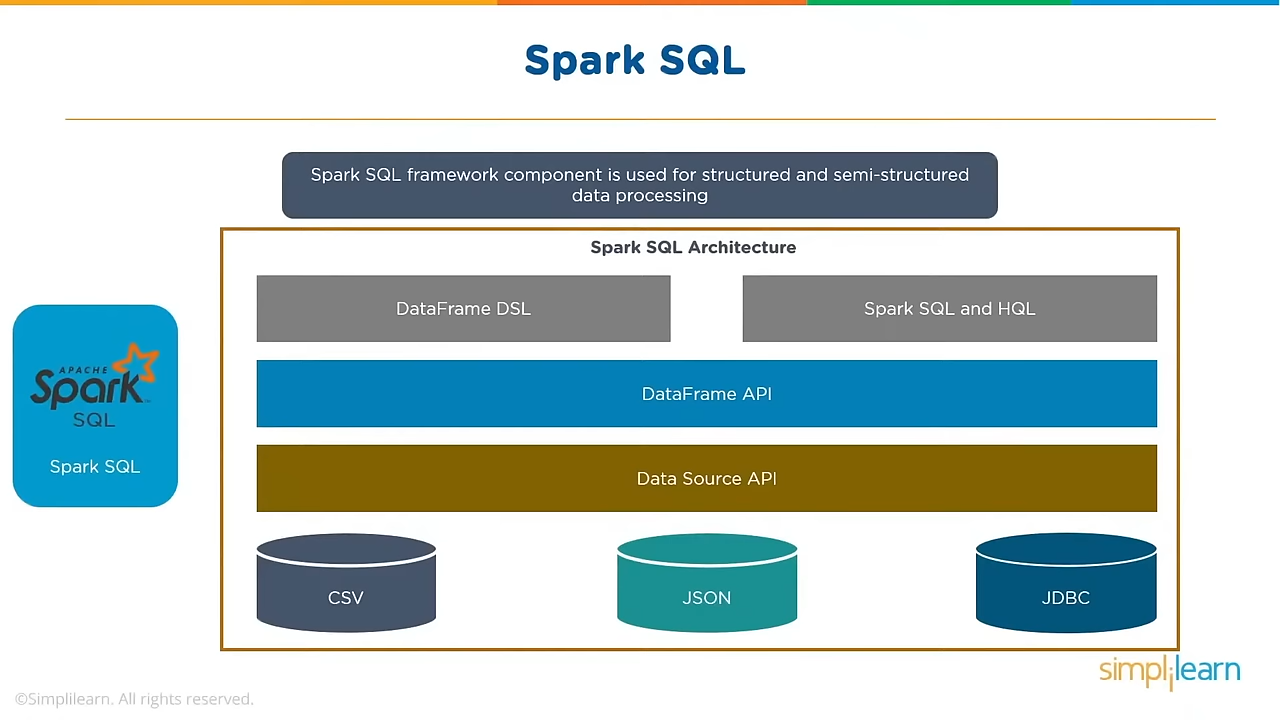 Spark SQL
Spark SQL framework component is used for structured and semi-structured
data processing
Spark SQL Architecture
DataFrame DSL
Spark SQL and HQL
APACHE
Spark
SQL
Spark SQL
DataFrame API
Data Source API
CSV
JSON
JDBC
simplilearn
©Simplilearn. All rights reserved.